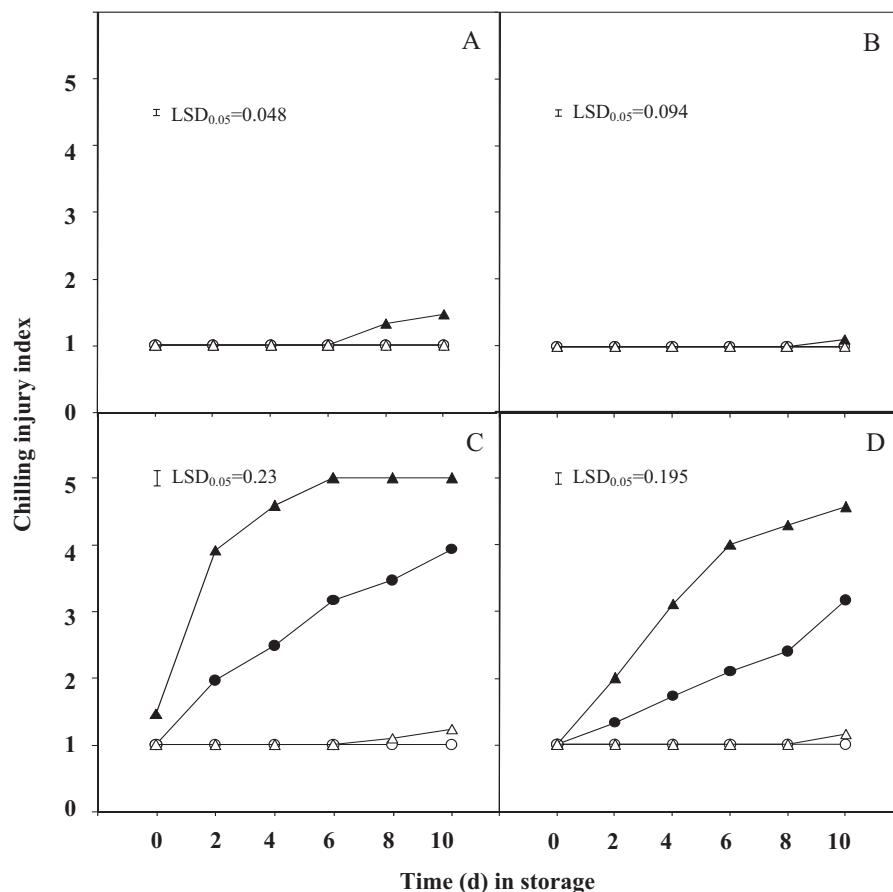 A
B
LSD0.05=0.048
LSD0.05=0.094
5
4
3
2
1
0
C
D
LSD0.05=0.23
LSD0.05=0.195
5
4
3
2
1
0
Chilling injury index
0 2 4 6 8 10
0 2 4 6 8 10
Time (d) in storage